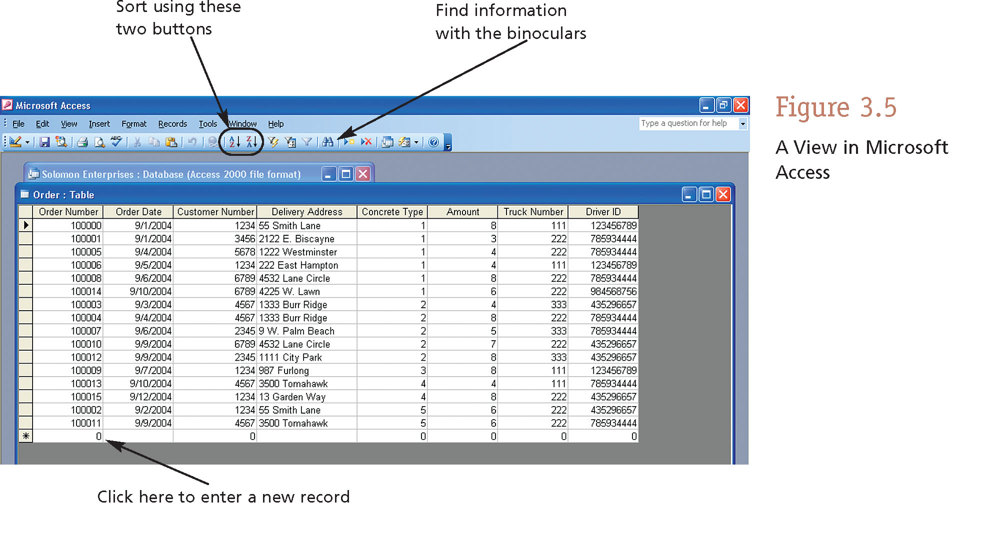 Sort using these
two buttons
Find information
with the binoculars
Microsoft Access
File Edit View Insert Format Records Tools Window Help
Type a question for help
ABC
A Z Z A
Solomon Enterprises : Database (Access 2000 file format)
Order : Table
Order Number Order Date Customer Number Delivery Address Concrete Type Amount Truck Number Driver ID
100000 9/1/2004 1234 55 Smith Lane 1 8 111 123456789
100001 9/1/2004 3456 2122 E. Biscayne 1 3 222 785934444
100005 9/4/2004 5678 1222 Westminster 1 4 222 785934444
100006 9/5/2004 1234 222 East Hampton 1 4 111 123456789
100008 9/6/2004 6789 4532 Lane Circle 1 8 222 785934444
100014 9/10/2004 6789 4225 W. Lawn 1 6 222 984568756
100003 9/3/2004 4567 1333 Burr Ridge 2 4 333 435296657
100004 9/4/2004 4567 1333 Burr Ridge 2 8 222 785934444
100007 9/6/2004 2345 9 W. Palm Beach 2 5 333 785934444
100010 9/9/2004 6789 4532 Lane Circle 2 7 222 435296657
100012 9/9/2004 2345 1111 City Park 2 8 333 435296657
100009 9/7/2004 1234 987 Furlong 3 8 111 123456789
100013 9/10/2004 4567 3500 Tomahawk 4 4 111 785934444
100015 9/12/2004 1234 13 Garden Way 4 8 222 435296657
100002 9/2/2004 1234 55 Smith Lane 5 6 222 435296657
100011 9/9/2004 4567 3500 Tomahawk 5 6 222 785934444
* 0 0 0 0 0 0
Click here to enter a new record
Figure 3.5
A View in Microsoft
Access